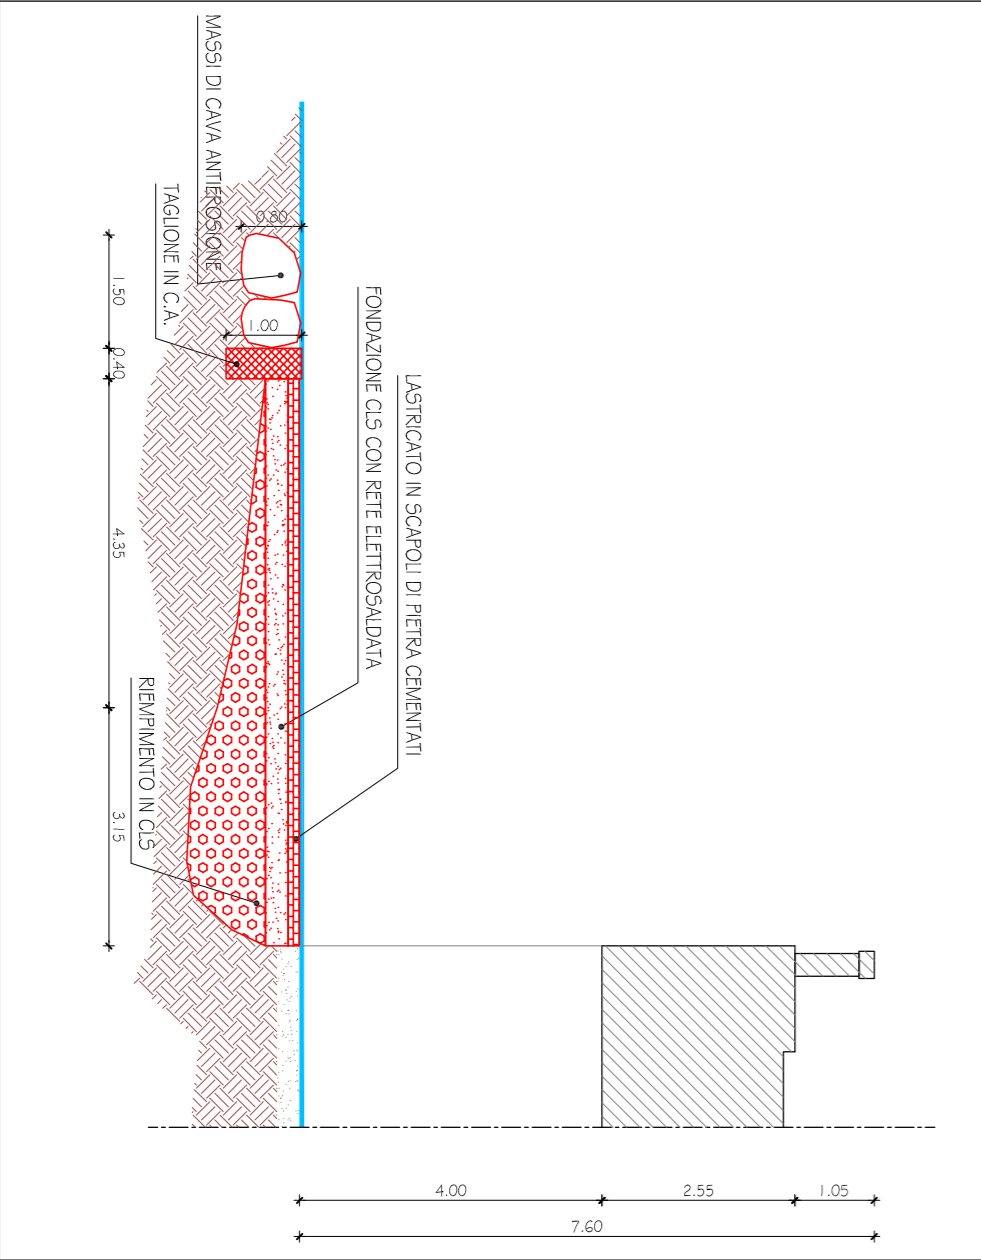 MASSI DI CAVA ANTIEROSIONE
TAGLIONE IN C.A.
FONDAZIONE CLS CON RETE ELETTROSALDATA
LASTRICATO IN SCAPOLI DI PIETRA CEMENTATI
RIEMPIMENTO IN CLS
0.80
1.00
1.50
0.40
4.35
3.15
4.00
2.55
1.05
7.60